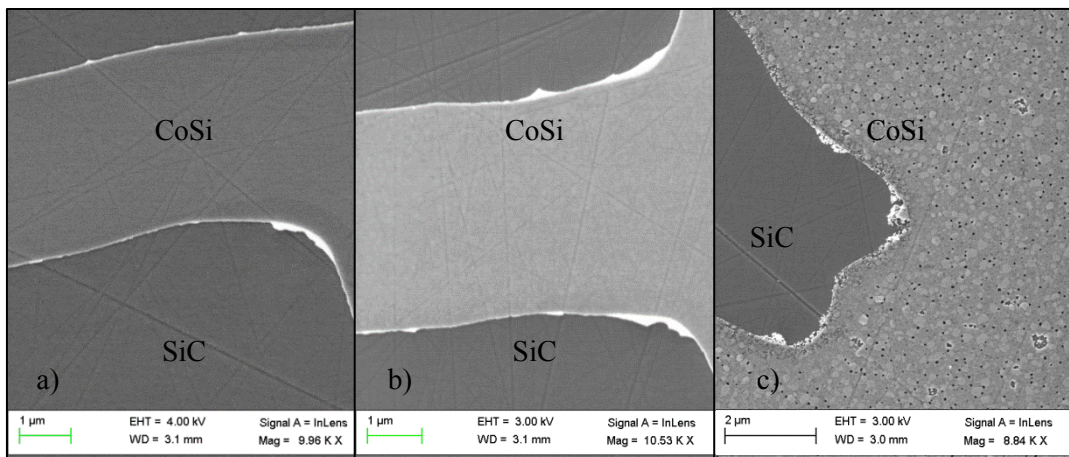 CoSi
SiC
a)
1 µm
EHT = 4.00 kV
Signal A = InLens
WD = 3.1 mm
Mag = 9.96 K X
CoSi
SiC
b)
1 µm
EHT = 3.00 kV
Signal A = InLens
WD = 3.1 mm
Mag = 10.53 K X
CoSi
SiC
c)
2 µm
EHT = 3.00 kV
Signal A = InLens
WD = 3.0 mm
Mag = 8.84 K X